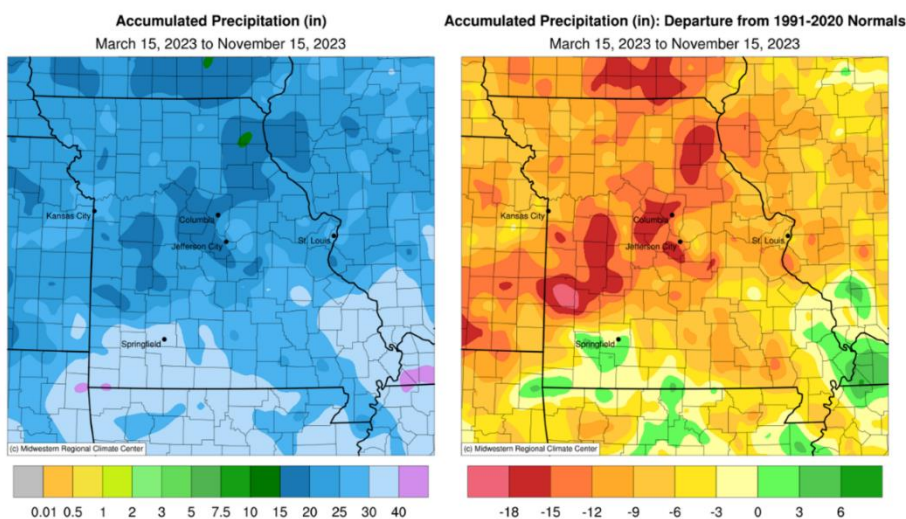 Accumulated Precipitation (in)
March 15, 2023 to November 15, 2023
Kansas City
Columbia
Jefferson City
St. Louis
Springfield
(c) Midwestern Regional Climate Center
0.01 0.5 1 2 3 5 7.5 10 15 20 25 30 40
Accumulated Precipitation (in): Departure from 1991-2020 Normals
March 15, 2023 to November 15, 2023
Kansas City
Columbia
Jefferson City
St. Louis
Springfield
(c) Midwestern Regional Climate Center
-18 -15 -12 -9 -6 -3 0 3 6